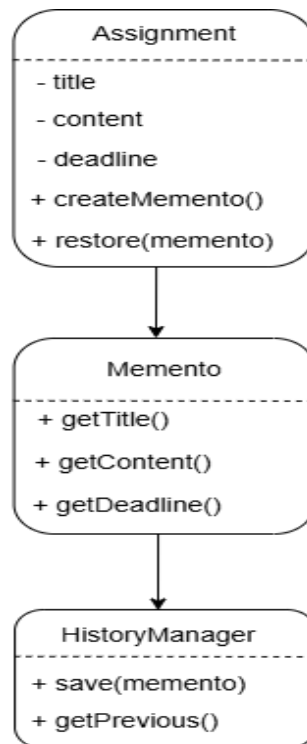 Assignment
- title
- content
- deadline
+ createMemento()
+ restore(memento)
Memento
+ getTitle()
+ getContent()
+ getDeadline()
HistoryManager
+ save(memento)
+ getPrevious()